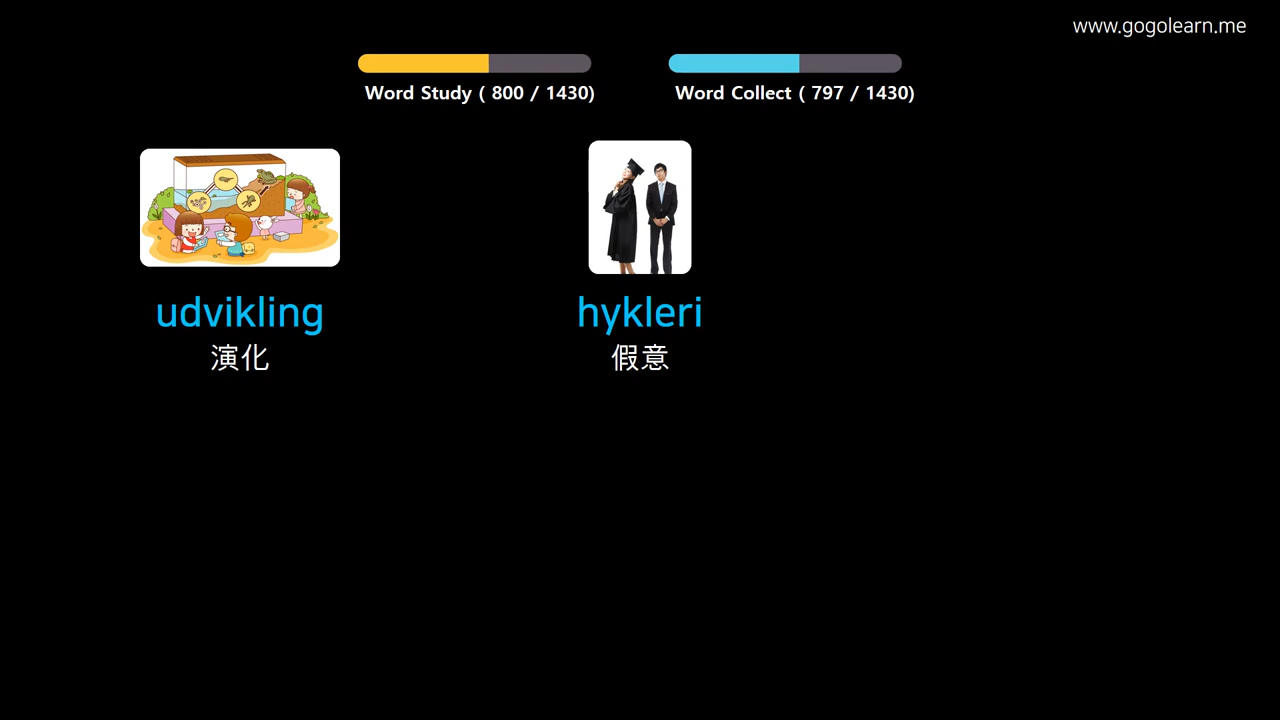 www.gogolearn.me
Word Study ( 800 / 1430)
Word Collect ( 797 / 1430)
udvikling
演化
hykleri
假意